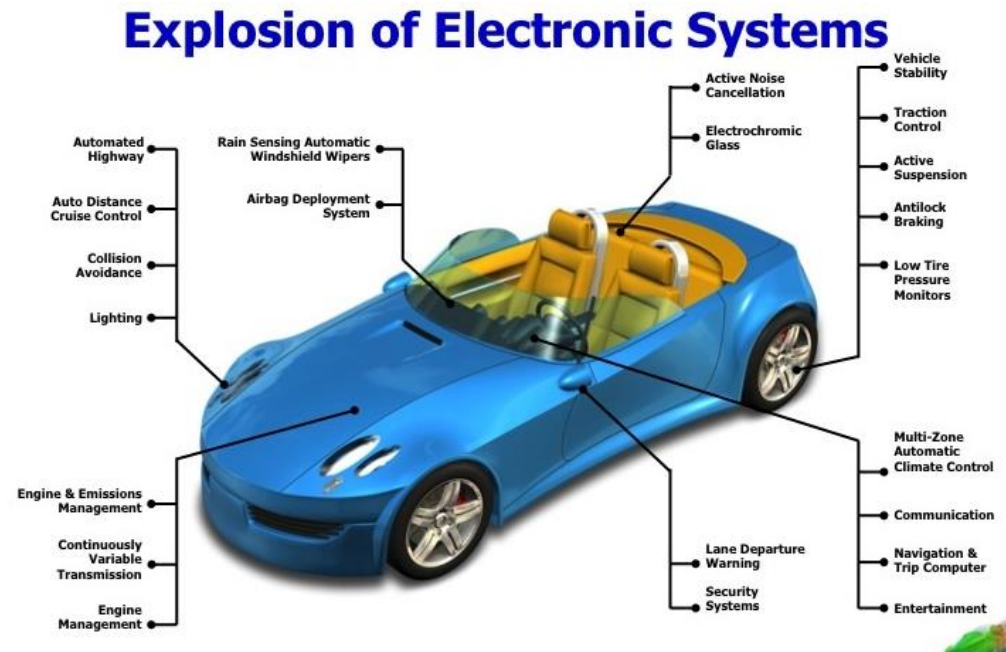 Explosion of Electronic Systems
Automated
Highway
Auto Distance
Cruise Control
Collision
Avoidance
Lighting
Rain Sensing Automatic
Windshield Wipers
Airbag Deployment
System
Active Noise
Cancellation
Electrochromic
Glass
Vehicle
Stability
Traction
Control
Active
Suspension
Antilock
Braking
Low Tire
Pressure
Monitors
Engine & Emissions
Management
Continuously
Variable
Transmission
Engine
Management
Lane Departure
Warning
Security
Systems
Multi-Zone
Automatic
Climate Control
Communication
Navigation &
Trip Computer
Entertainment